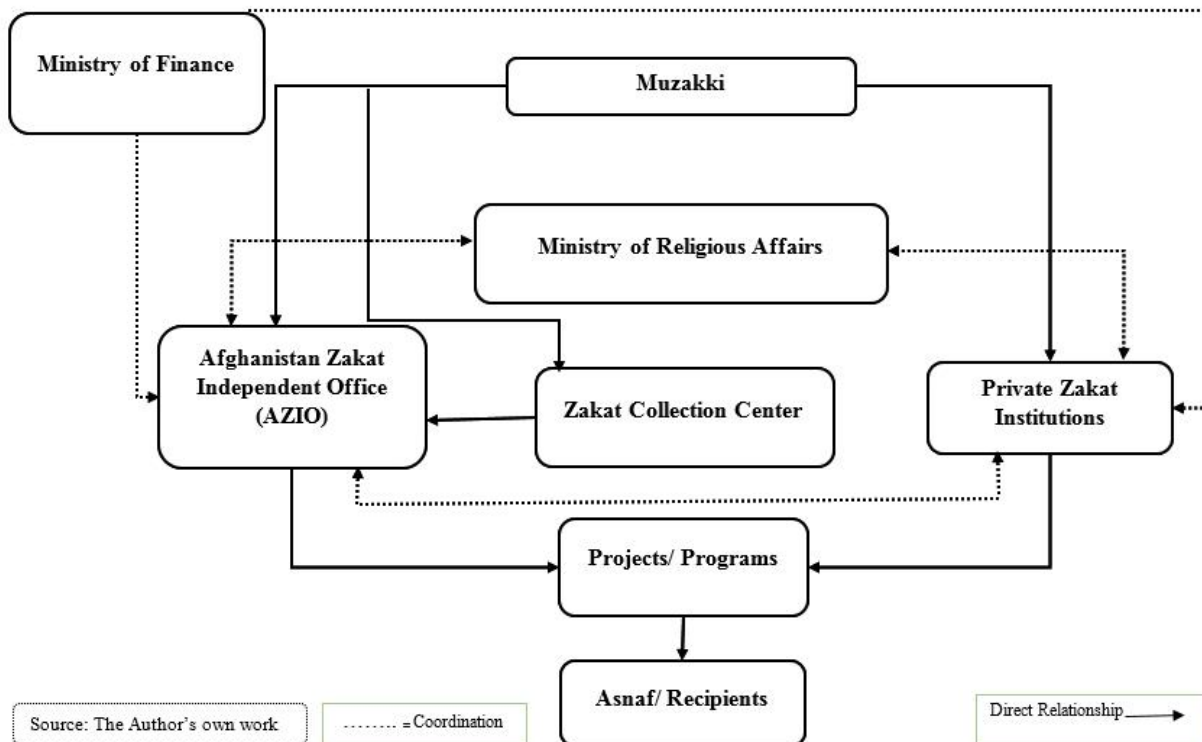 Ministry of Finance
Muzakki
Ministry of Religious Affairs
Afghanistan Zakat
Independent Office
(AZIO)
Zakat Collection Center
Private Zakat
Institutions
Projects/ Programs
Asnaf/ Recipients
Source: The Author's own work
........ = Coordination
Direct Relationship